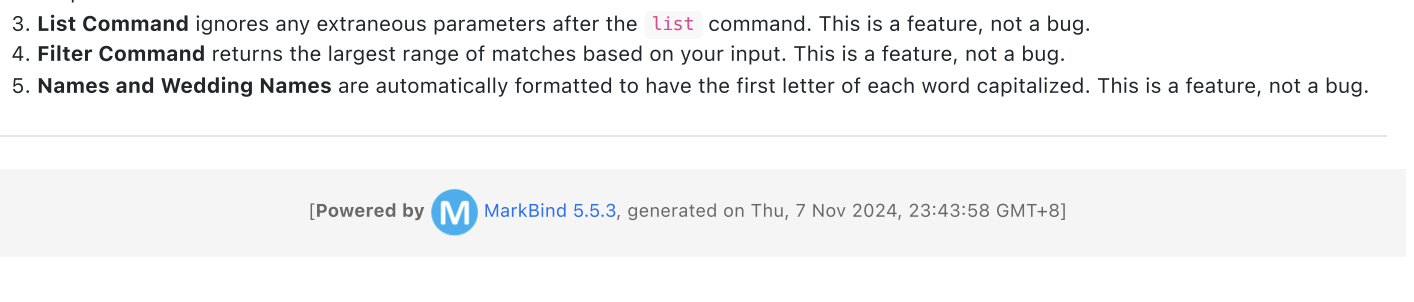 3. List Command ignores any extraneous parameters after the list command. This is a feature, not a bug.
4. Filter Command returns the largest range of matches based on your input. This is a feature, not a bug.
5. Names and Wedding Names are automatically formatted to have the first letter of each word capitalized. This is a feature, not a bug.
[Powered by M MarkBind 5.5.3, generated on Thu, 7 Nov 2024, 23:43:58 GMT+8]